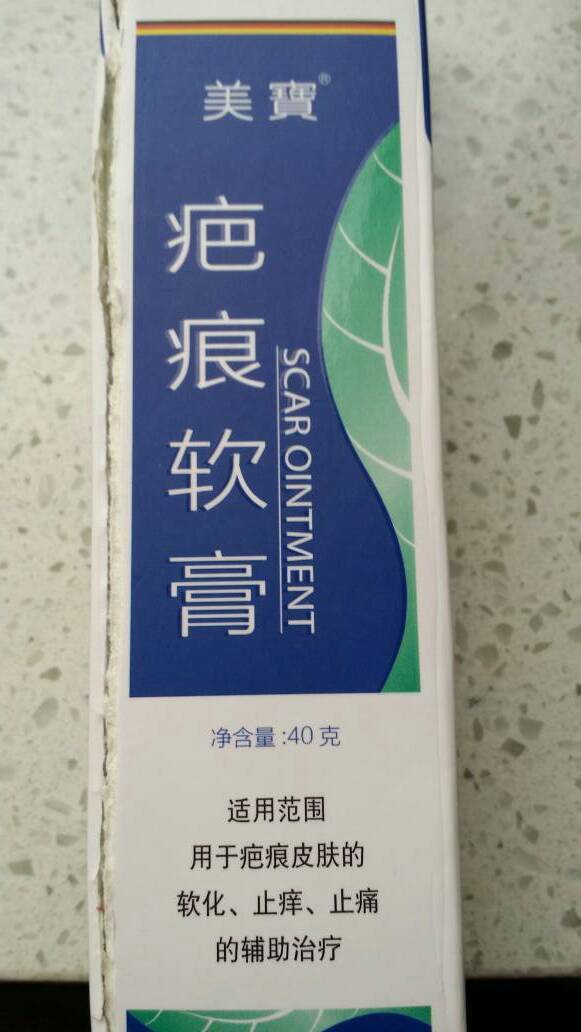 美寳®
疤痕软膏
SCAR OINTMENT
净含量:40克
适用范围
用于疤痕皮肤的
软化、止痒、止痛
的辅助治疗